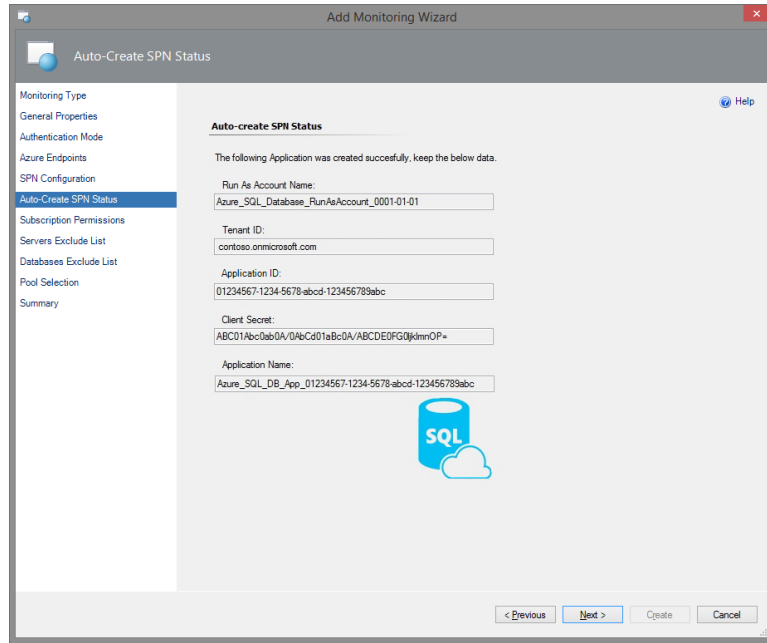 Add Monitoring Wizard
Auto-Create SPN Status
Monitoring Type
General Properties
Authentication Mode
Azure Endpoints
SPN Configuration
Auto-Create SPN Status
Subscription Permissions
Servers Exclude List
Databases Exclude List
Pool Selection
Summary
Help
Auto-create SPN Status
The following Application was created succesfully, keep the below data.
Run As Account Name:
Azure_SQL_Database_RunAsAccount_0001-01-01
Tenant ID:
contoso.onmicrosoft.com
Application ID:
01234567-1234-5678-abcd-123456789abc
Client Secret:
ABC01Abc0ab0A/0AbCd01aBc0A/ABCDE0FG0ljklmnOP=
Application Name:
Azure_SQL_DB_App_01234567-1234-5678-abcd-123456789abc
SQL
< Previous Next > Create Cancel